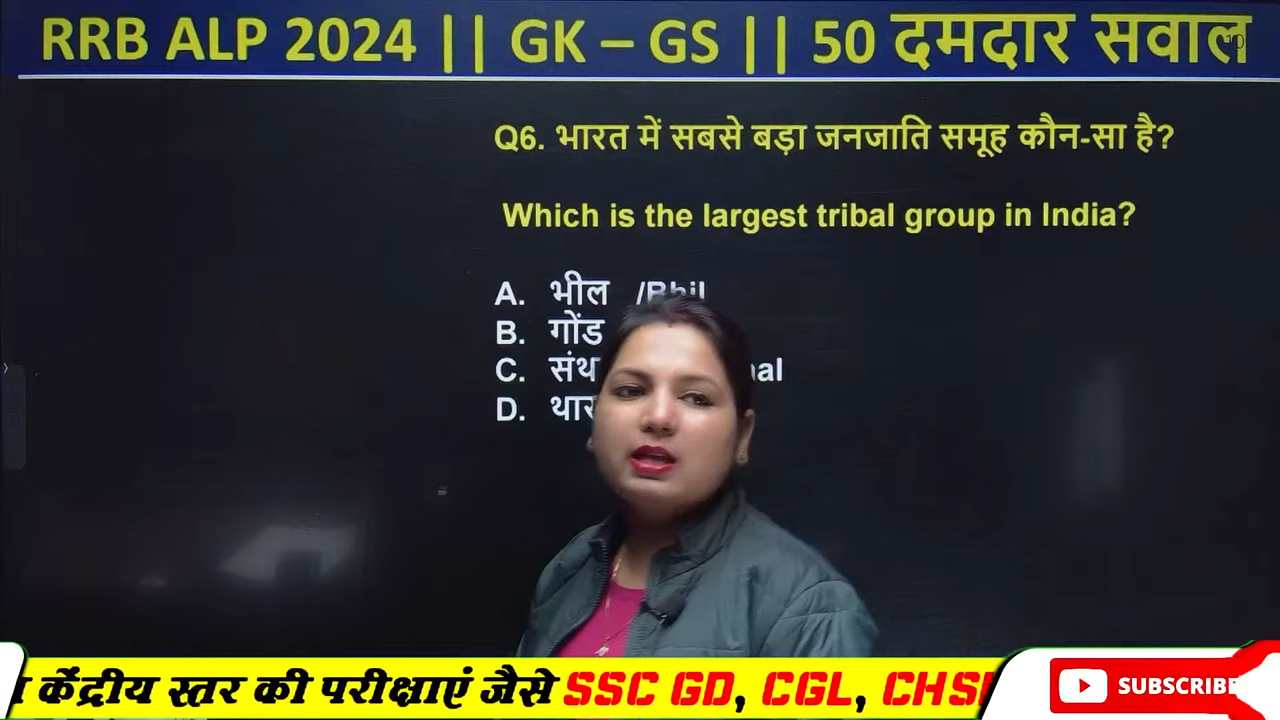 RRB ALP 2024 || GK – GS || 50 दमदार सवाल
Q6. भारत में सबसे बड़ा जनजाति समूह कौन-सा है?
Which is the largest tribal group in India?
A. भील /Bhil
B. गोंड
C.
D.
केंद्रीय स्तर की परीक्षाएं जैसे SSC GD, CGL,
SUBSCRIBE